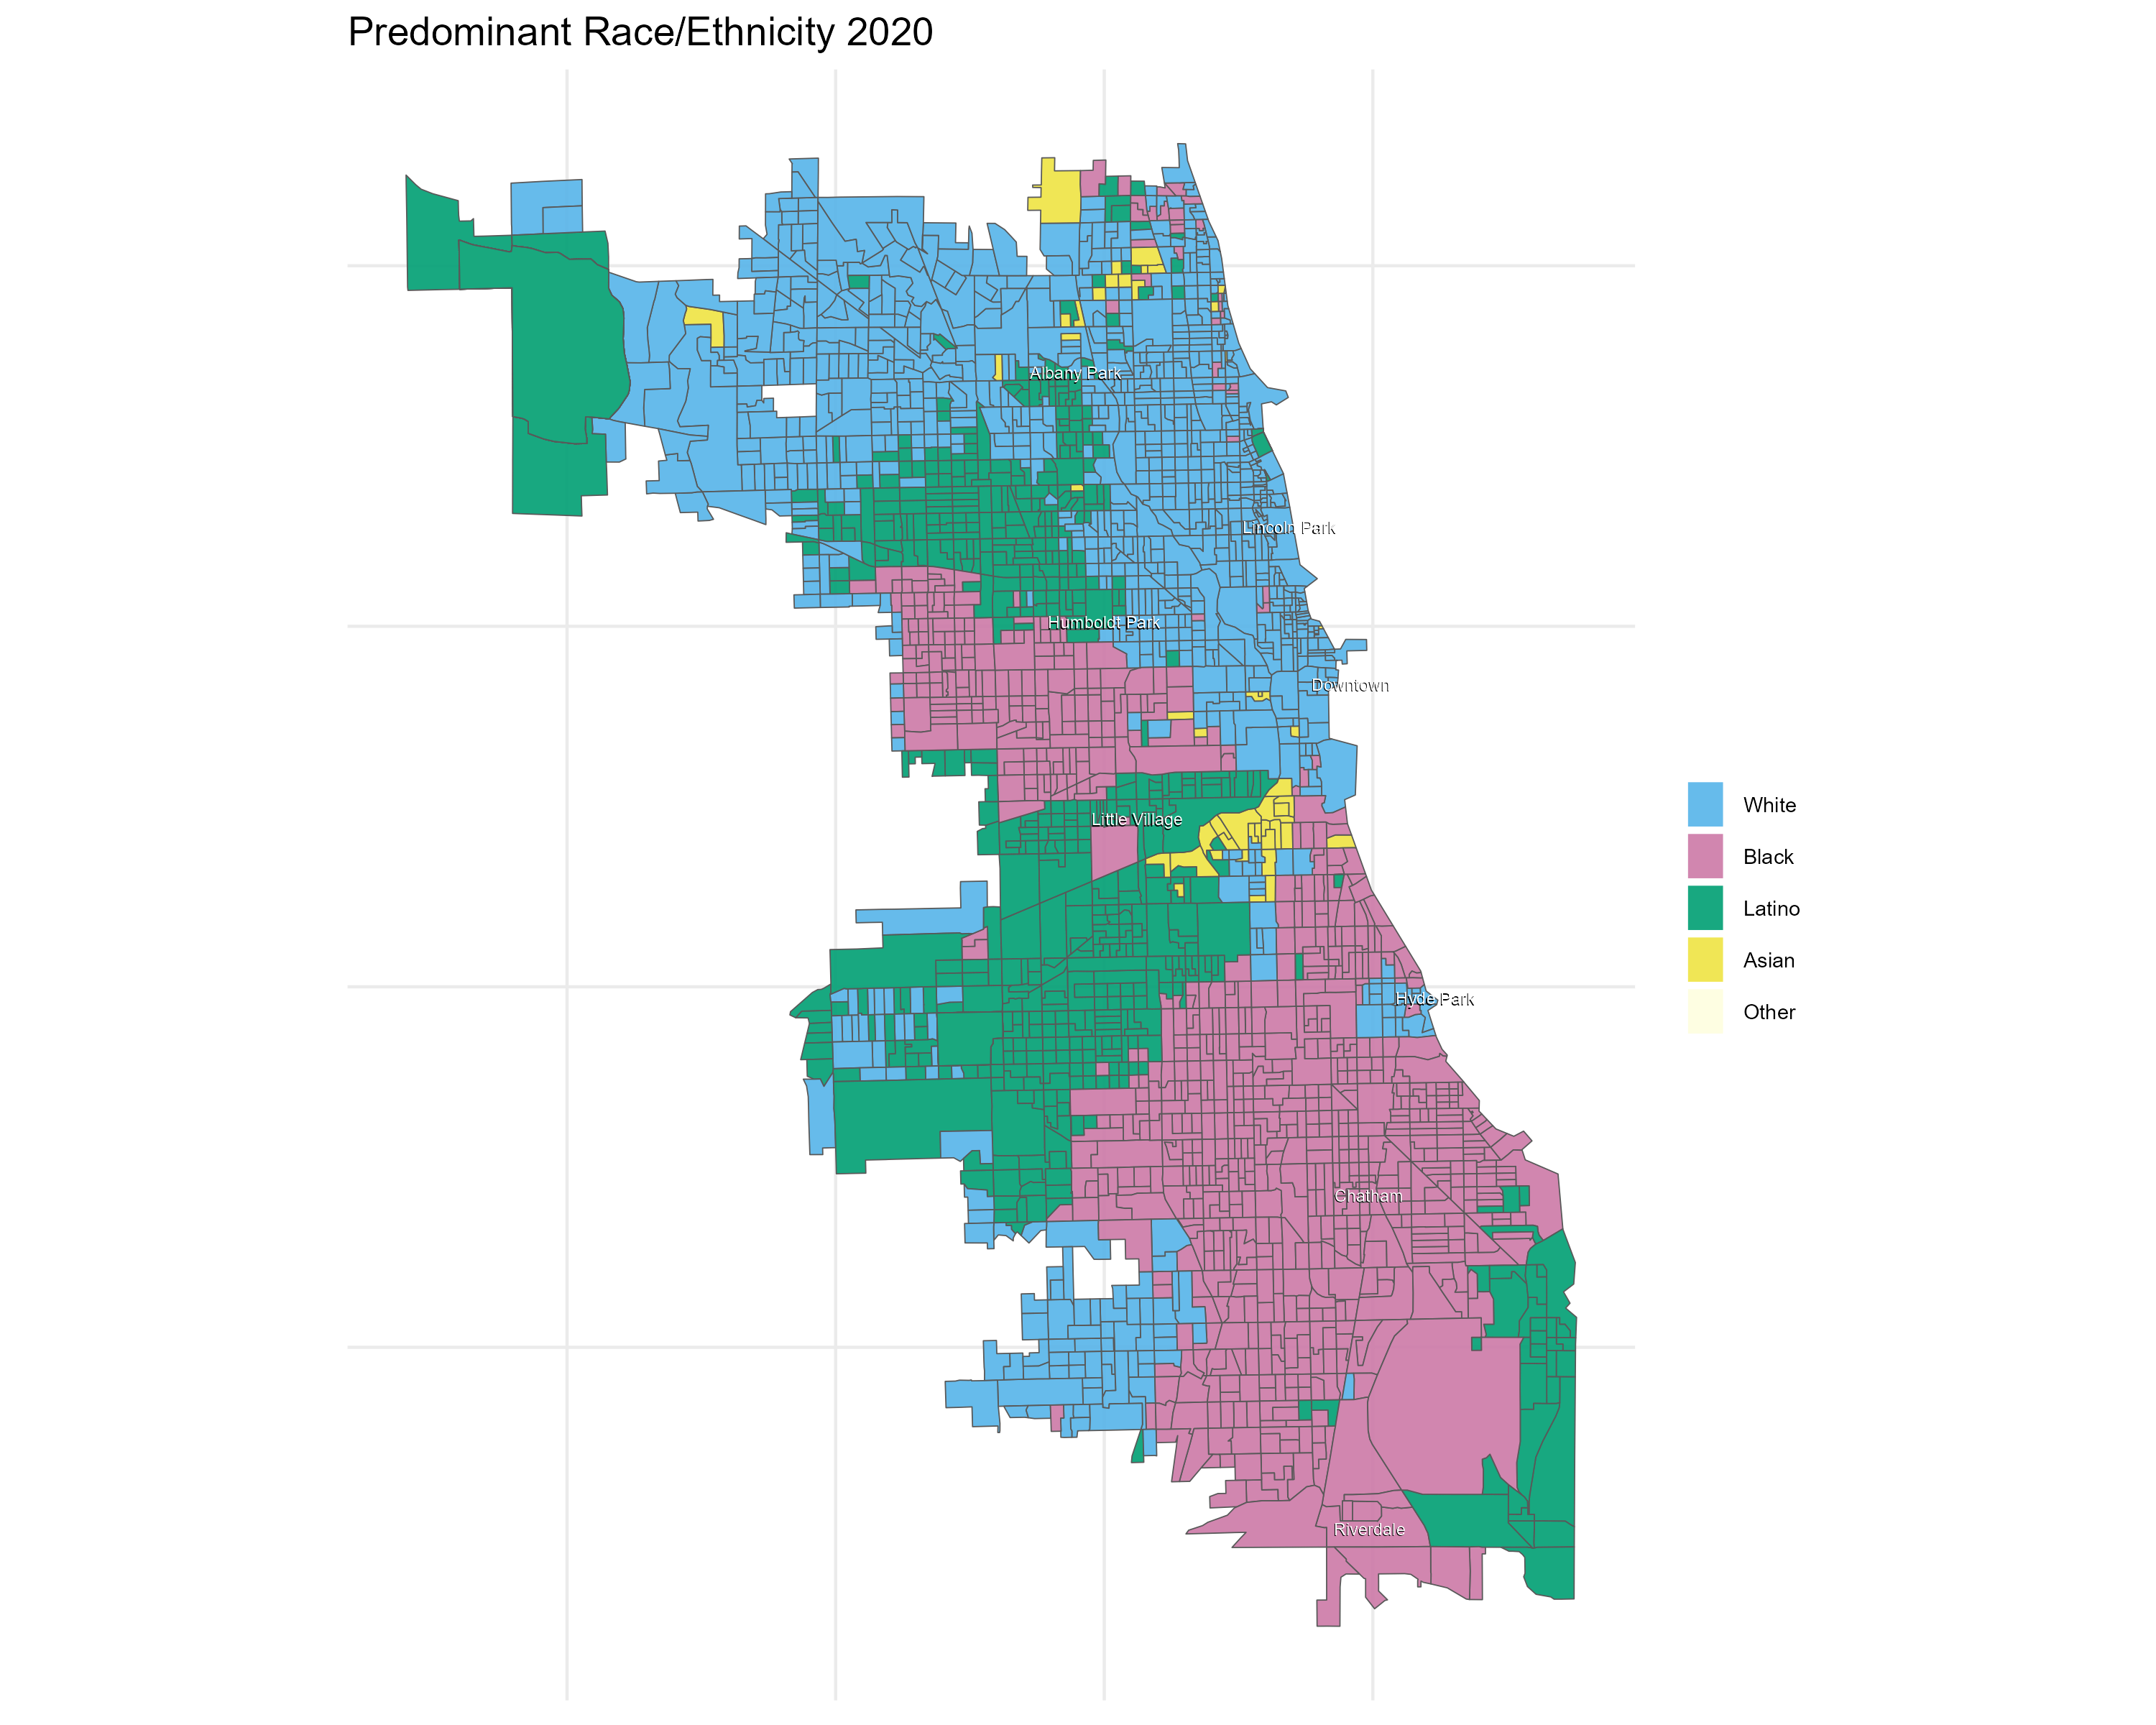 Predominant Race/Ethnicity 2020
Albany Park
Lincoln Park
Humboldt Park
Downtown
Little Village
Hyde Park
Chatham
Riverdale
White
Black
Latino
Asian
Other